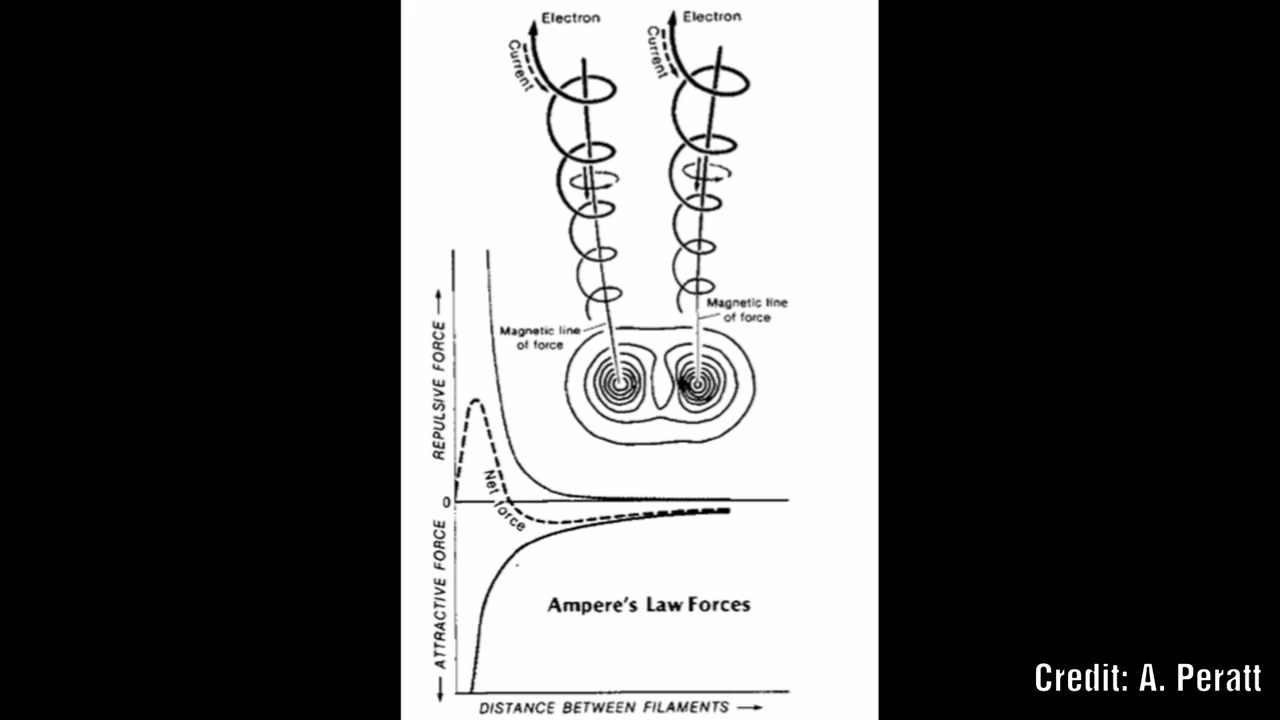 Electron
Current
Electron
Current
Magnetic line
of force
Magnetic line
of force
REPULSIVE FORCE
0
Net force
ATTRACTIVE FORCE
Ampere's Law Forces
DISTANCE BETWEEN FILAMENTS
Credit: A. Peratt